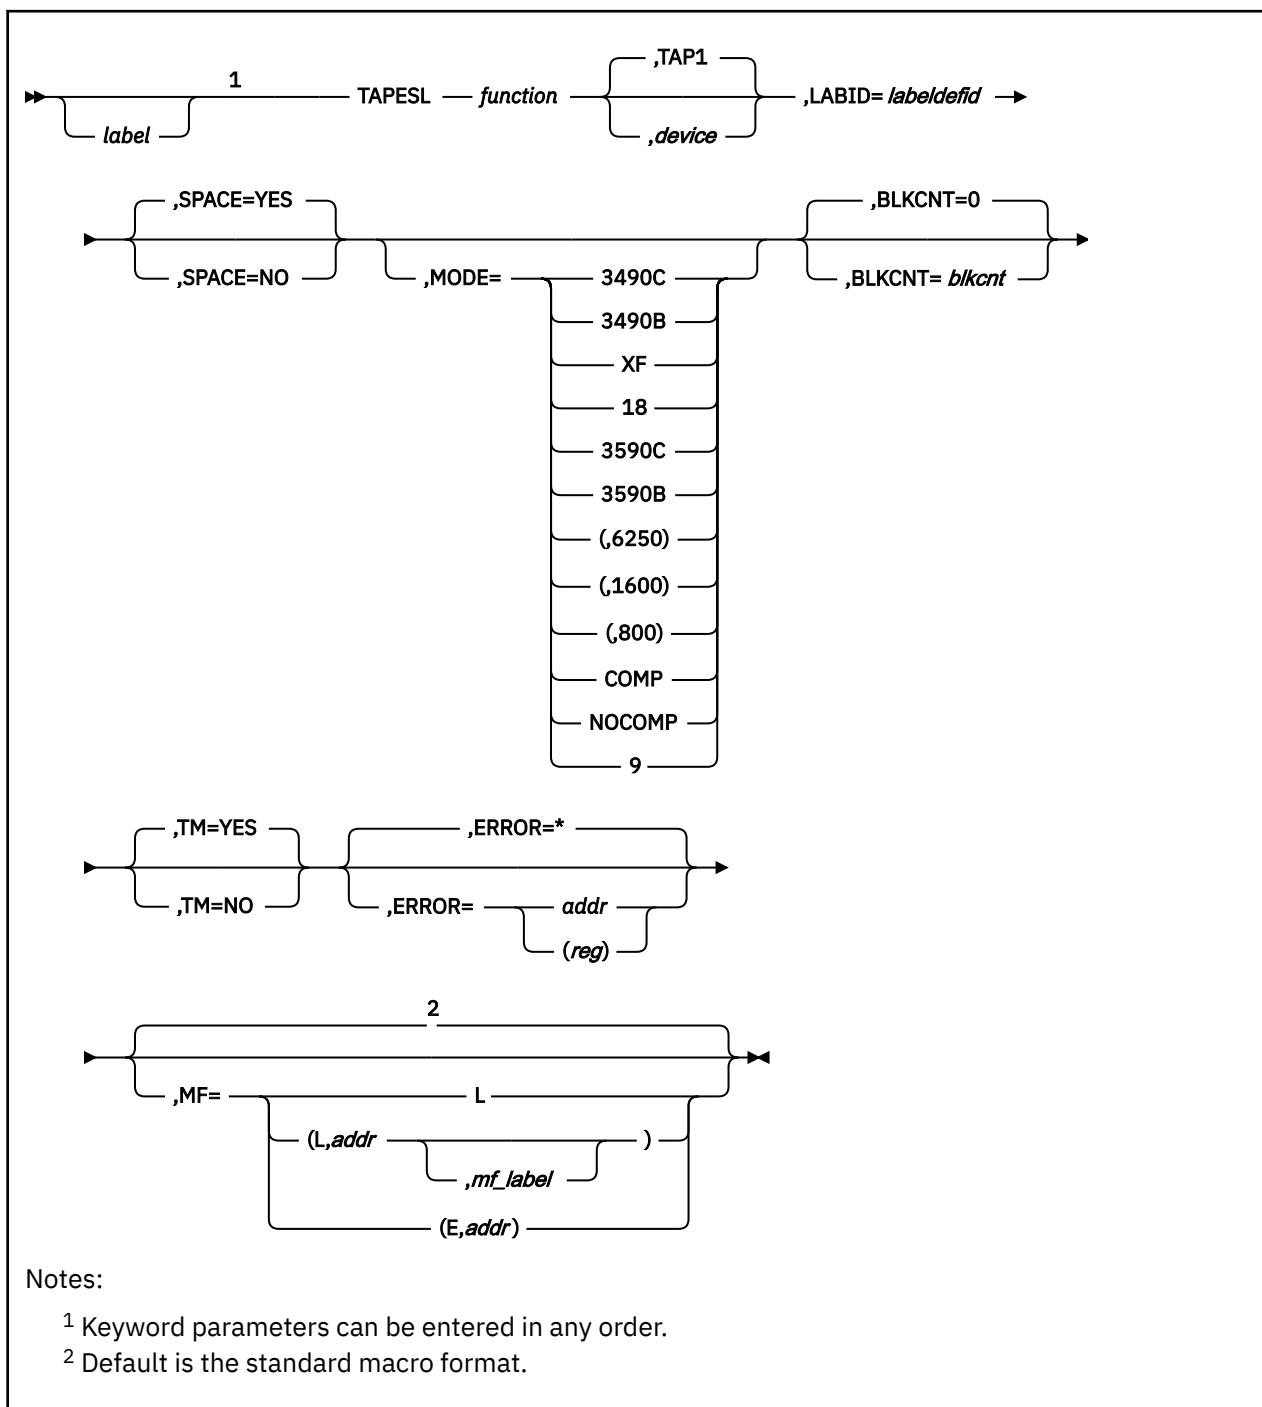 ,TAP1
1
TAPESL function ,LABID= labeldefid
label ,device
,SPACE=YES ,BLKCNT=0
,SPACE=NO ,MODE= 3490C ,BLKCNT= blkcnt
3490B
XF
18
3590C
3590B
(,6250)
(,1600)
(,800)
COMP
NOCOMP
9
,TM=YES ,ERROR=*
,TM=NO ,ERROR= addr
(reg)
2
,MF= L
(L,addr )
,mf_label
(E,addr)
Notes:
1 Keyword parameters can be entered in any order.
2 Default is the standard macro format.